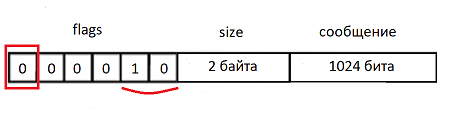 flags size сообщение
0 0 0 0 1 0 2 байта 1024 бита